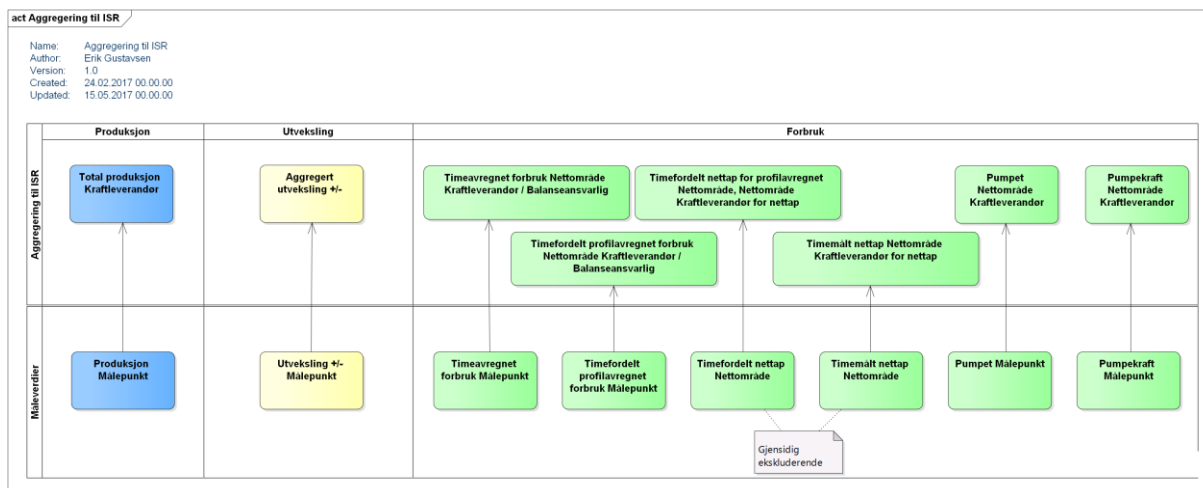 act Aggregering til ISR
Name: Aggregering til ISR
Author: Erik Gustavsen
Version: 1.0
Created: 24.02.2017 00.00.00
Updated: 15.05.2017 00.00.00
Produksjon
Utveksling
Forbruk
Aggregering til ISR
Total produksjon
Kraftleverandør
Aggregert
utveksling +/-
Timeavregnet forbruk Nettområde
Kraftleverandør / Balanseansvarlig
Timefordelt profilavregnet forbruk
Nettområde Kraftleverandør /
Balanseansvarlig
Timefordelt nettap for profilavregnet
Nettområde, Nettområde
Kraftleverandør for nettap
Timemålt nettap Nettområde
Kraftleverandør for nettap
Pumpet
Nettområde
Kraftleverandør
Pumpekraft
Nettområde
Kraftleverandør
Måleverdier
Produksjon
Målepunkt
Utveksling +/-
Målepunkt
Timeavregnet
forbruk Målepunkt
Timefordelt
profilavregnet
forbruk Målepunkt
Timefordelt nettap
Nettområde
Timemålt nettap
Nettområde
Pumpet Målepunkt
Pumpekraft
Målepunkt
Gjensidig
ekskluderende